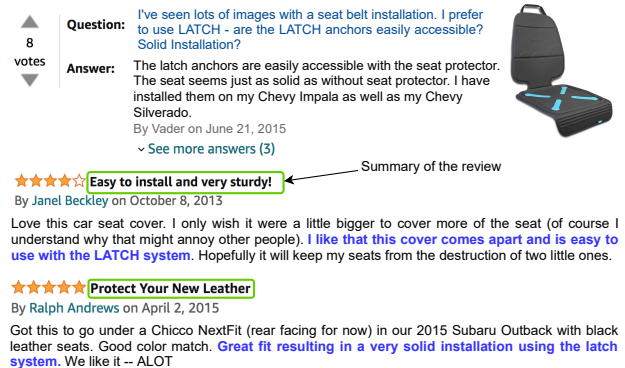 8
votes
Question:
I've seen lots of images with a seat belt installation. I prefer
to use LATCH - are the LATCH anchors easily accessible?
Solid Installation?
Answer:
The latch anchors are easily accessible with the seat protector.
The seat seems just as solid as without seat protector. I have
installed them on my Chevy Impala as well as my Chevy
Silverado.
By Vader on June 21, 2015
See more answers (3)
Summary of the review
Easy to install and very sturdy!
By Janel Beckley on October 8, 2013
Love this car seat cover. I only wish it were a little bigger to cover more of the seat (of course I
understand why that might annoy other people). I like that this cover comes apart and is easy to
use with the LATCH system. Hopefully it will keep my seats from the destruction of two little ones.
Protect Your New Leather
By Ralph Andrews on April 2, 2015
Got this to go under a Chicco NextFit (rear facing for now) in our 2015 Subaru Outback with black
leather seats. Good color match. Great fit resulting in a very solid installation using the latch
system. We like it -- ALOT